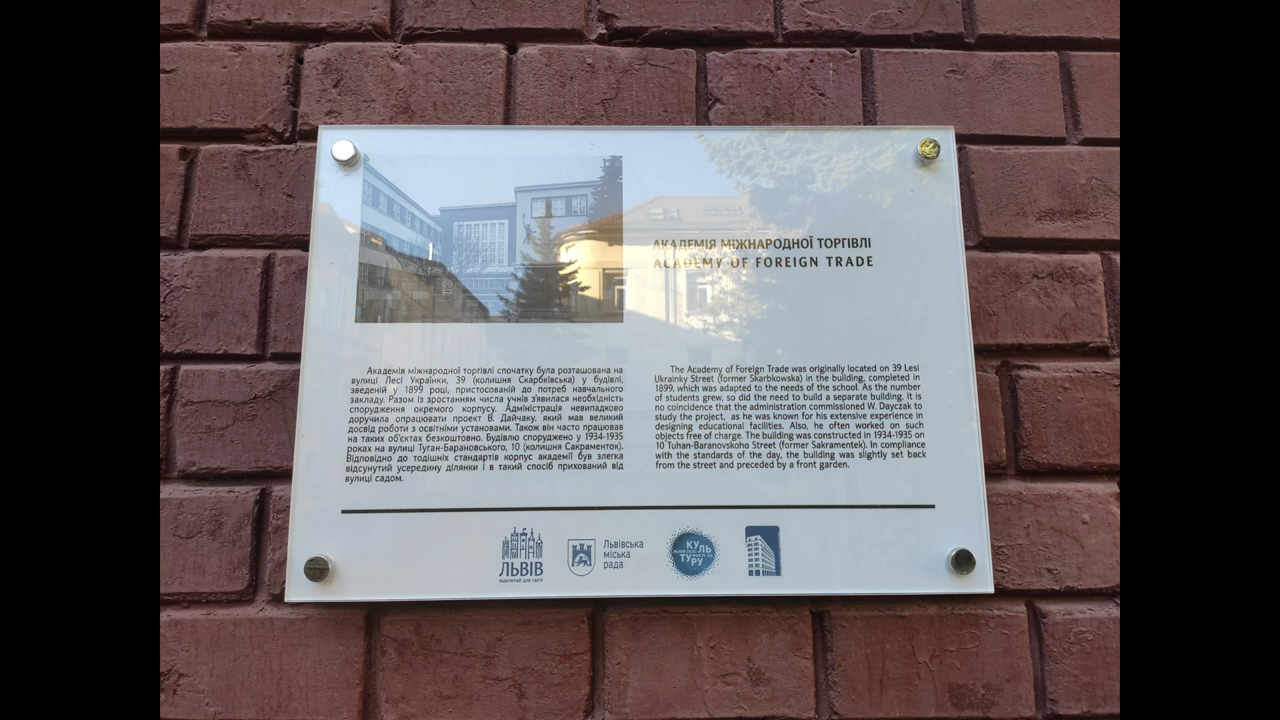 АКАДЕМІЯ МІЖНАРОДНОЇ ТОРГІВЛІ
ACADEMY OF FOREIGN TRADE
Академія міжнародної торгівлі спочатку була розташована на
вулиці Лесі Українки, 39 (колишня Скарбківська) у будівлі,
зведеній у 1899 році, пристосованій до потреб навчального
закладу. Разом із зростанням числа учнів з'явилася необхідність
спорудження окремого корпусу. Адміністрація невипадково
доручила опрацювати проект В. Дайчаку, який мав великий
досвід роботи з освітніми установами. Також він часто працював
на таких об'єктах безкоштовно. Будівлю споруджено у 1934-1935
роках на вулиці Туган-Барановського, 10 (колишня Сакраменток).
Відповідно до тодішніх стандартів корпус академії був злегка
відсунутий усередину ділянки і в такий спосіб прихований від
вулиці садом.
The Academy of Foreign Trade was originally located on 39 Lesi
Ukrainky Street (former Skarbkowska) in the building, completed in
1899, which was adapted to the needs of the school. As the number
of students grew, so did the need to build a separate building. It is
no coincidence that the administration commissioned W. Dayczak to
study the project, as he was known for his extensive experience in
designing educational facilities. Also, he often worked on such
objects free of charge. The building was constructed in 1934-1935 on
10 Tuhan-Baranovskoho Street (former Sakramentek). In compliance
with the standards of the day, the building was slightly set back
from the street and preceded by a front garden.
ЛЬВІВ
ВІДКРИТИЙ ДЛЯ СВІТУ
Львівська
міська
рада
КУЛЬ
ТУРУ